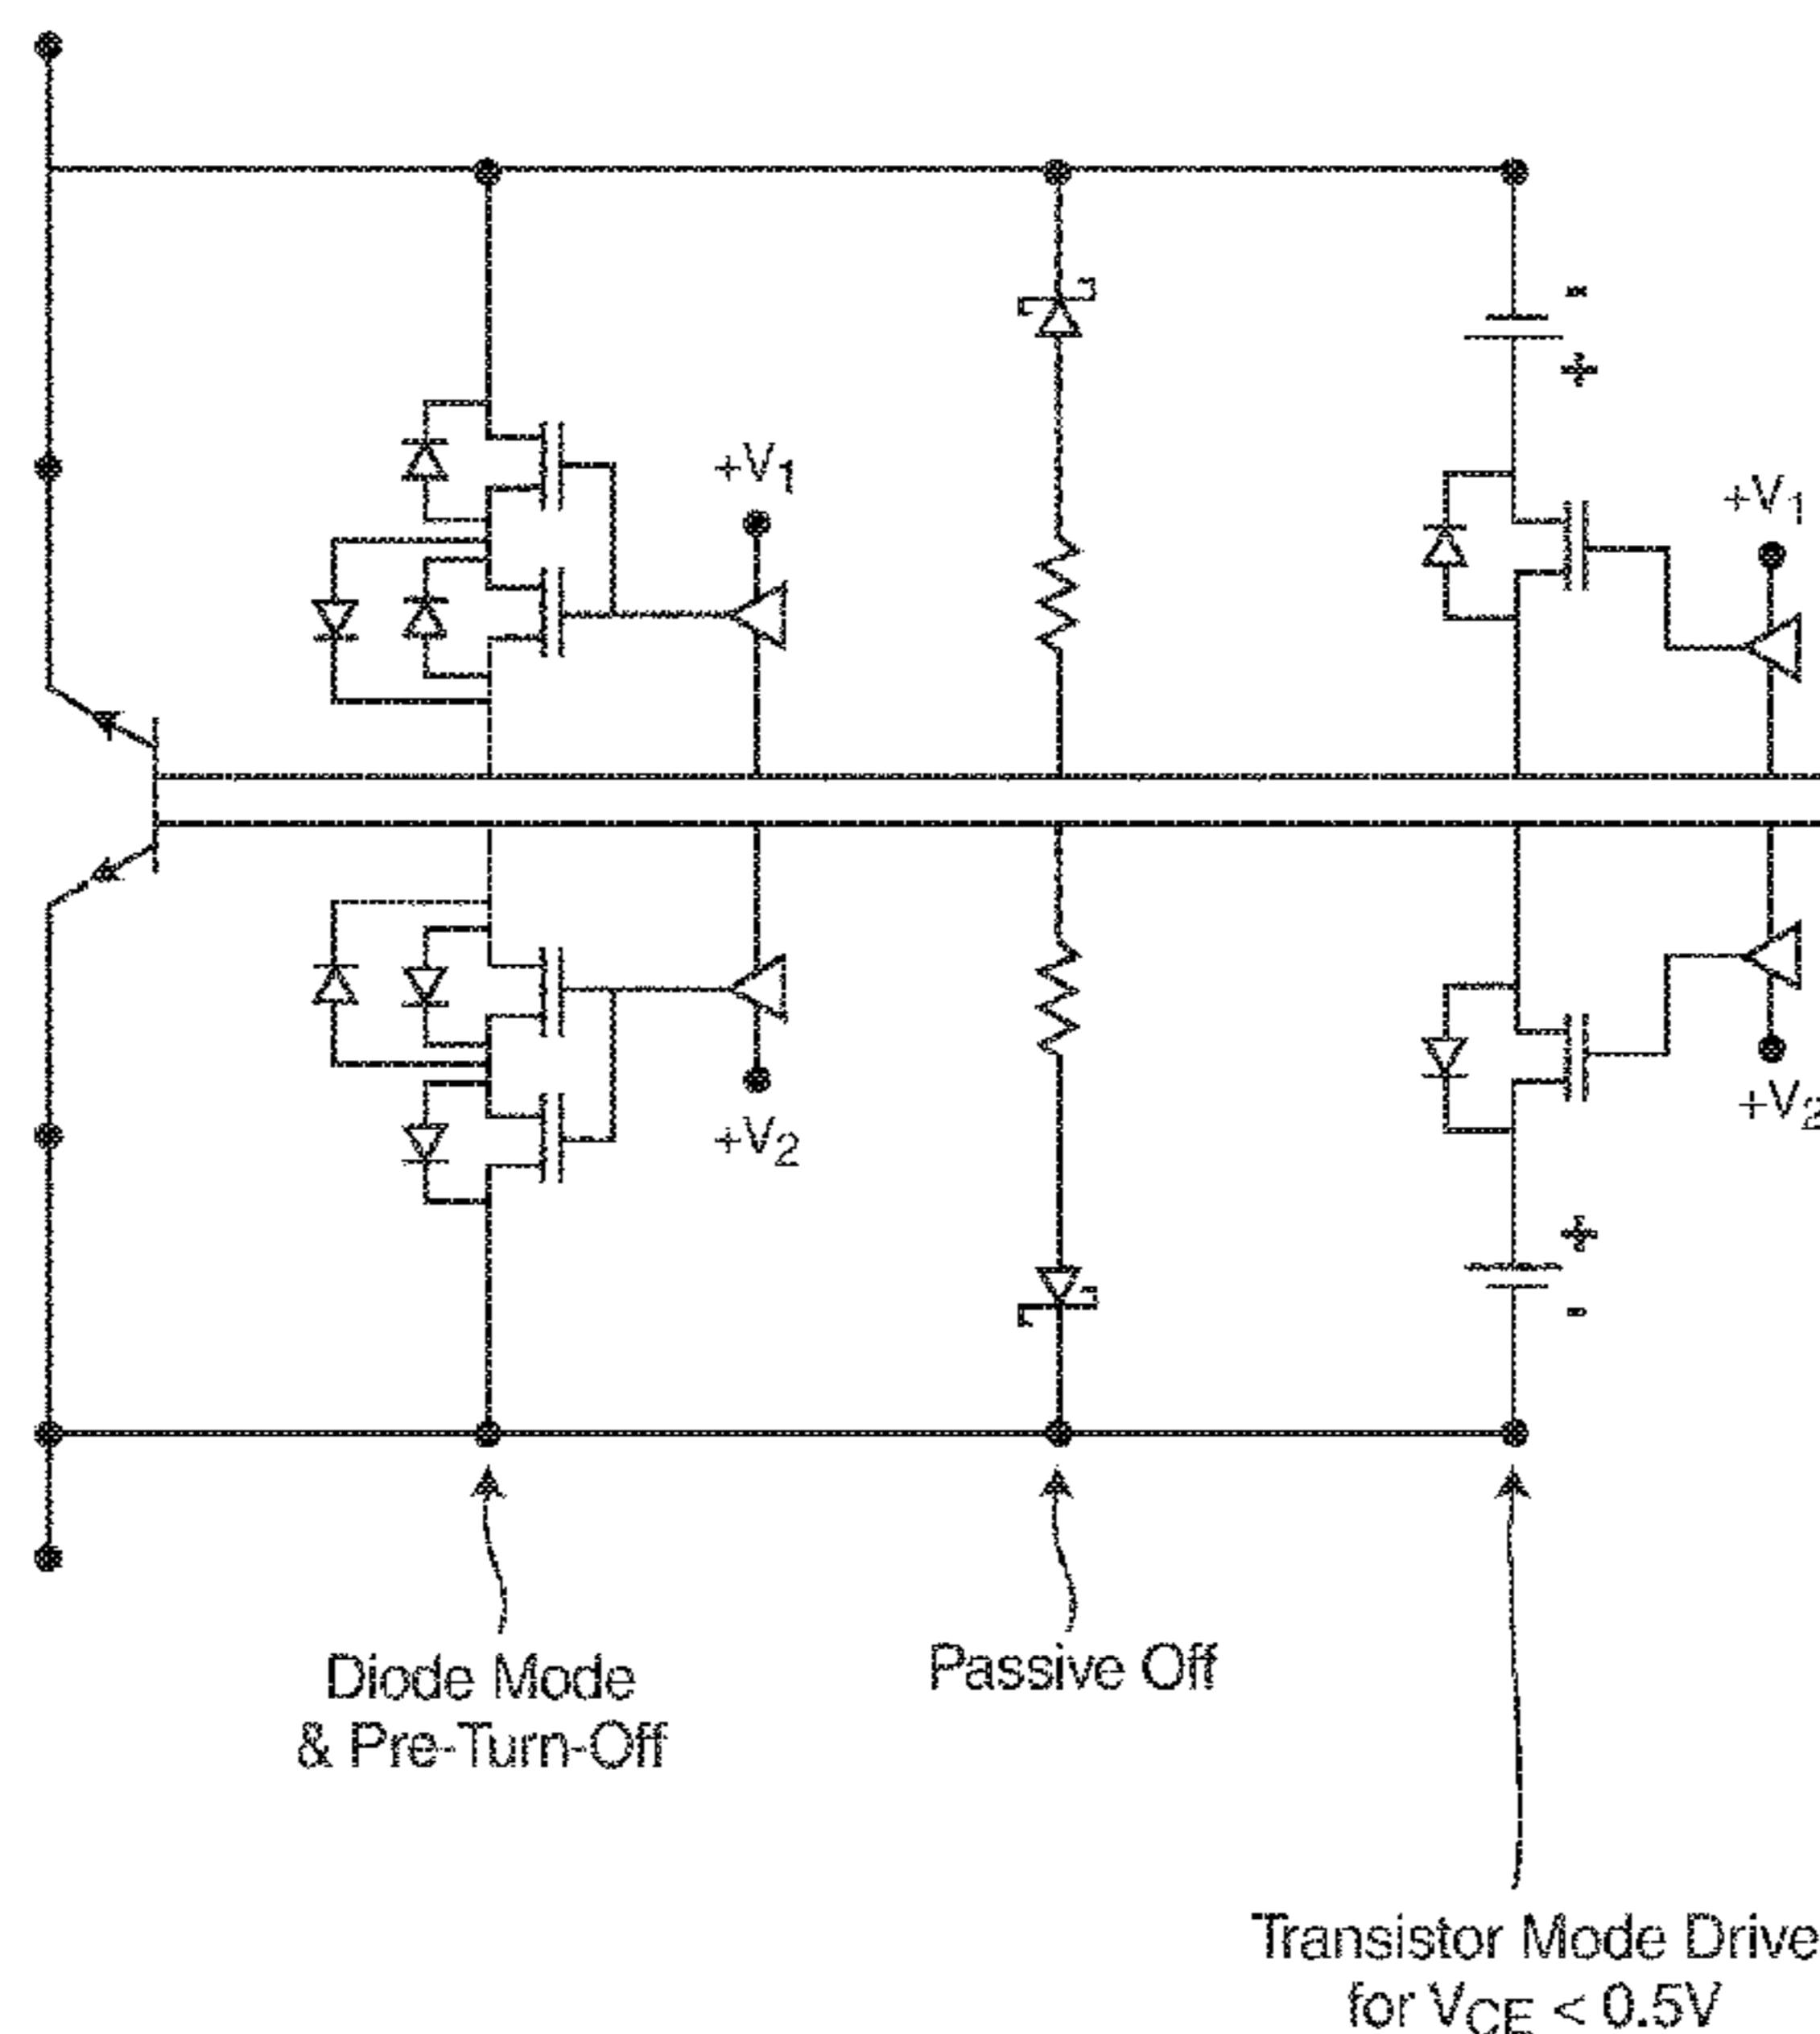 +V1
+V1
+V2
+V2
Diode Mode
& Pre-Turn-Off
Passive Off
Transistor Mode Drive
for VCE < 0.5V